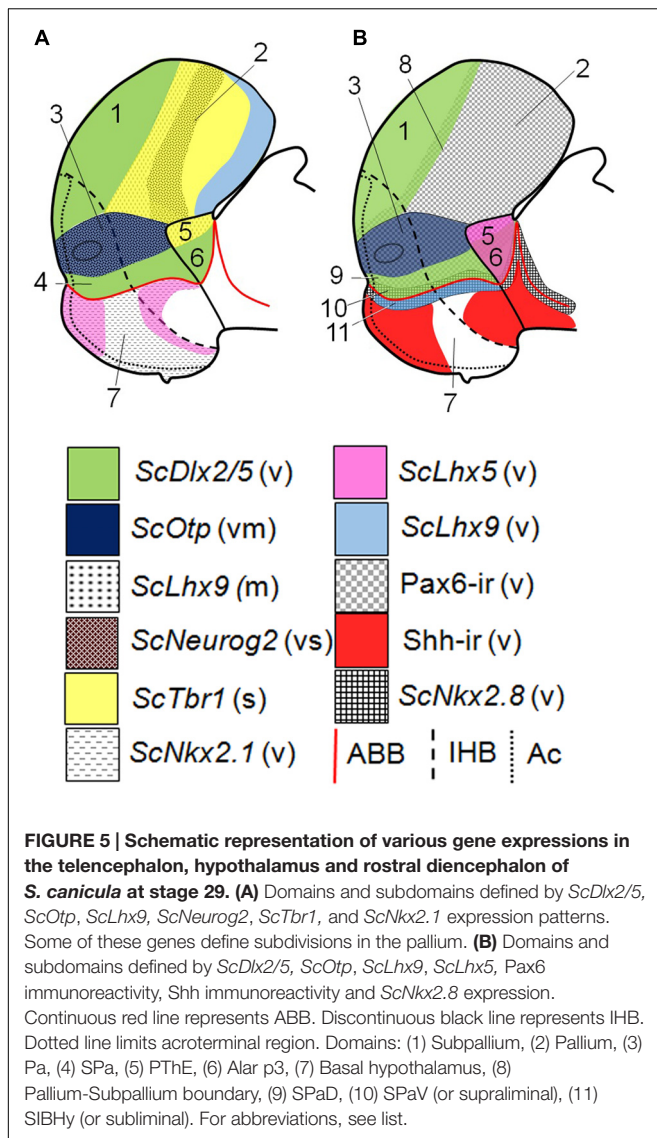 A
B
2
8
2
3
1
3
1
5
5
6
6
4
9
10
11
7
7
ScDlx2/5 (v)
ScLhx5 (v)
ScOtp (vm)
ScLhx9 (v)
ScLhx9 (m)
Pax6-ir (v)
ScNeurog2 (vs)
Shh-ir (v)
ScTbr1 (s)
ScNkx2.8 (v)
ScNkx2.1 (v)
ABB
IHB
Ac
FIGURE 5 | Schematic representation of various gene expressions in
the telencephalon, hypothalamus and rostral diencephalon of
S. canicula at stage 29. (A) Domains and subdomains defined by ScDlx2/5,
ScOtp, ScLhx9, ScNeurog2, ScTbr1, and ScNkx2.1 expression patterns.
Some of these genes define subdivisions in the pallium. (B) Domains and
subdomains defined by ScDlx2/5, ScOtp, ScLhx9, ScLhx5, Pax6
immunoreactivity, Shh immunoreactivity and ScNkx2.8 expression.
Continuous red line represents ABB. Discontinuous black line represents IHB.
Dotted line limits acroterminal region. Domains: (1) Subpallium, (2) Pallium, (3)
Pa, (4) SPa, (5) PThE, (6) Alar p3, (7) Basal hypothalamus, (8)
Pallium-Subpallium boundary, (9) SPaD, (10) SPaV (or supraliminal), (11)
SIBHy (or subliminal). For abbreviations, see list.